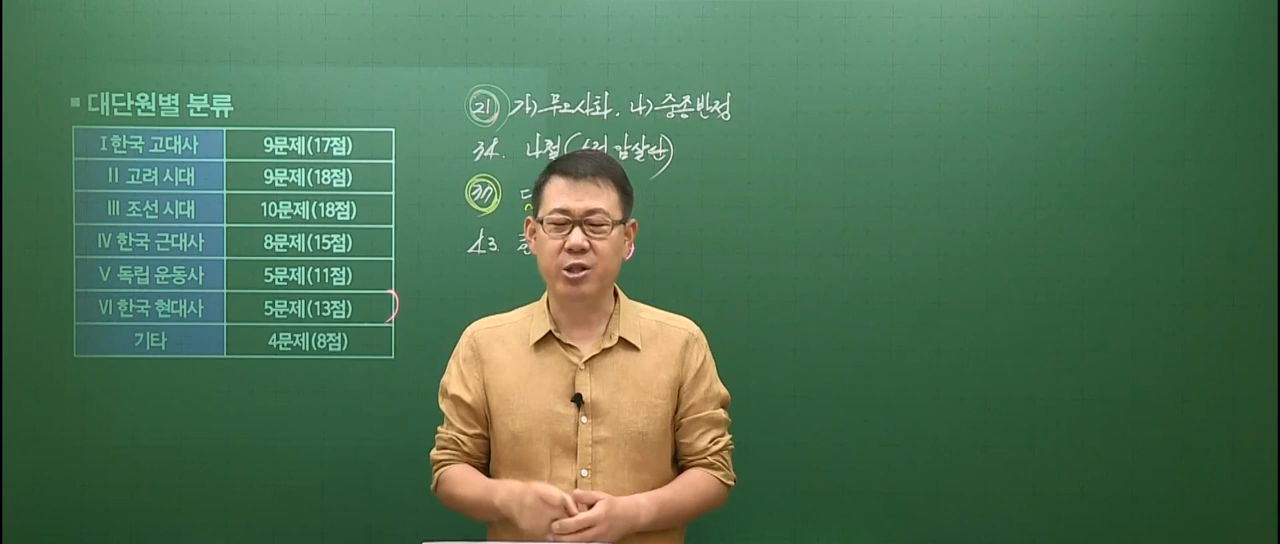 ▪ 대단원별 분류
Ⅰ 한국 고대사 9문제(17점)
Ⅱ 고려 시대 9문제(18점)
Ⅲ 조선 시대 10문제(18점)
Ⅳ 한국 근대사 8문제(15점)
Ⅴ 독립 운동사 5문제(11점)
Ⅵ 한국 현대사 5문제(13점)
기타 4문제(8점)
21 가) 무오사화, 나) 중종반정
34. 나철( 암살단)
37
43.